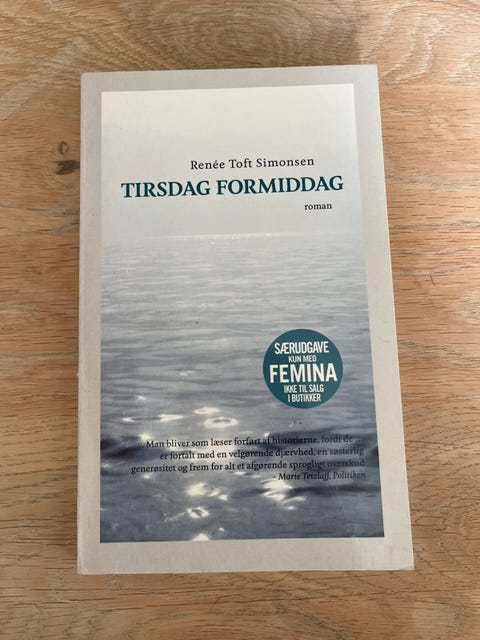 Renée Toft Simonsen
TIRSDAG FORMIDDAG
roman
SÆRUDGAVE
KUN MED
FEMINA
IKKE TIL SALG
I BUTIKKER
... Man bliver som læser forført af historierne, fordi de ...
er fortalt med en velgørende djærvhed, en søsterlig
generøsitet og frem for alt et afgørende sprogligt overskud
- Marie Tetzlaff, Politiken